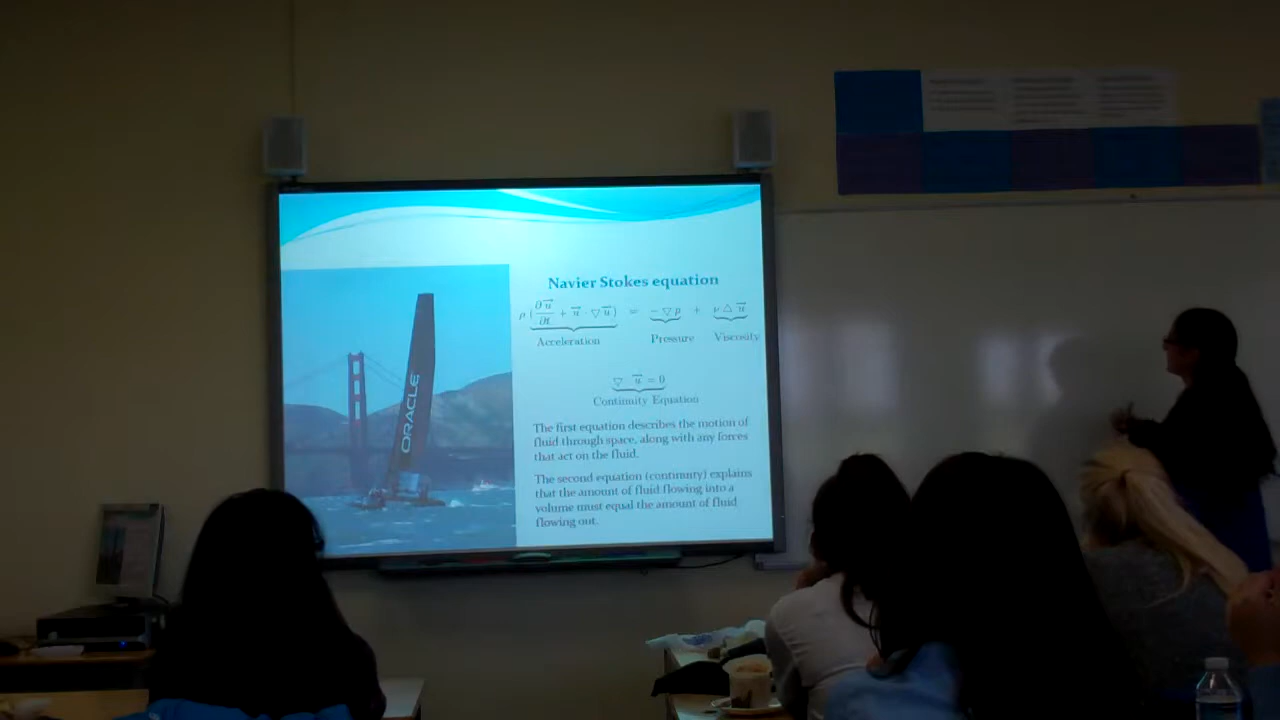 Navier Stokes equation
ρ (∂u⃗/∂t + u⃗ · ▽ u⃗) = − ▽ p + ν △ u⃗
Acceleration Pressure Viscosity
▽ u⃗ = 0
Continuity Equation
The first equation describes the motion of
fluid through space, along with any forces
that act on the fluid.
The second equation (continuity) explains
that the amount of fluid flowing into a
volume must equal the amount of fluid
flowing out.
ORACLE